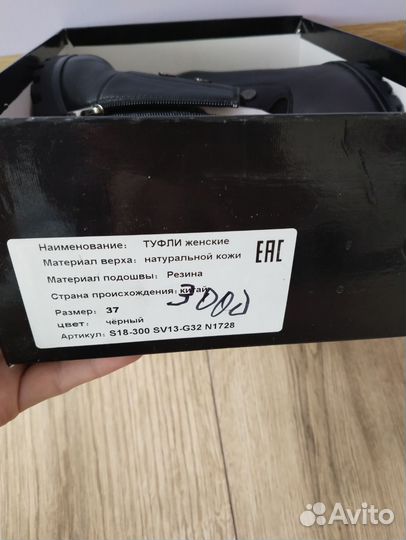 Наименование: ТУФЛИ женские
Материал верха: натуральной кожи
Материал подошвы: Резина
Страна происхождения: китай
3000
Размер: 37
цвет: чёрный
Артикул: S18-300 SV13-G32 N1728
EAC
Avito